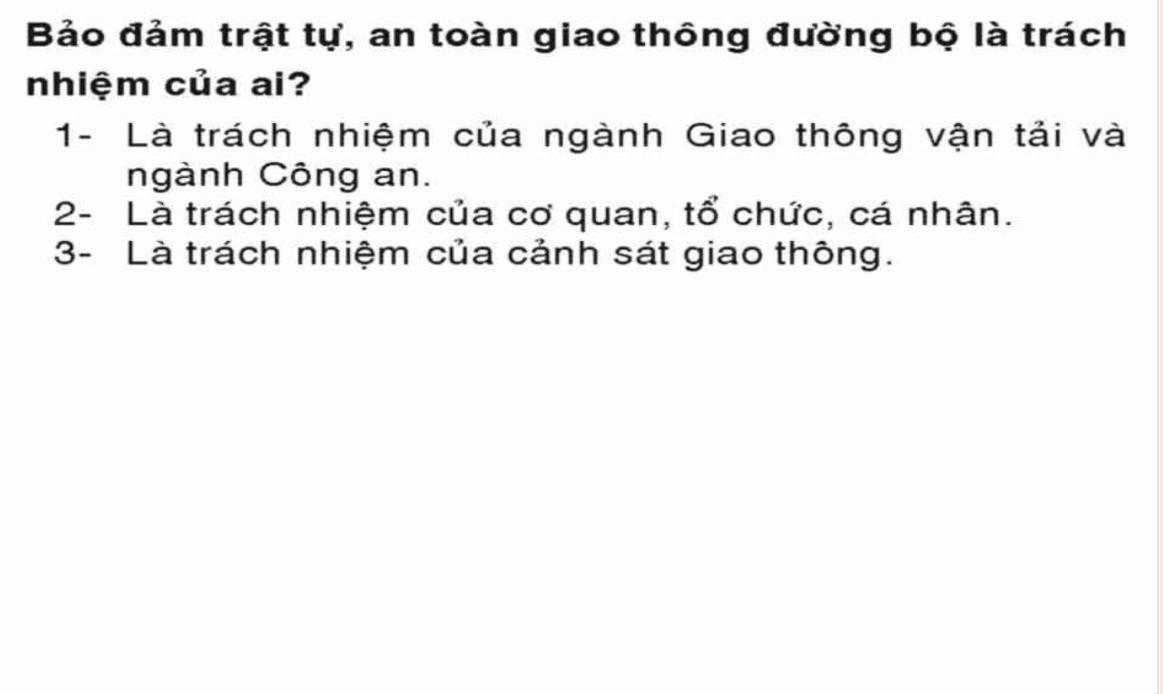 Bảo đảm trật tự, an toàn giao thông đường bộ là trách
nhiệm của ai?
1- Là trách nhiệm của ngành Giao thông vận tải và
ngành Công an.
2- Là trách nhiệm của cơ quan, tổ chức, cá nhân.
3- Là trách nhiệm của cảnh sát giao thông.